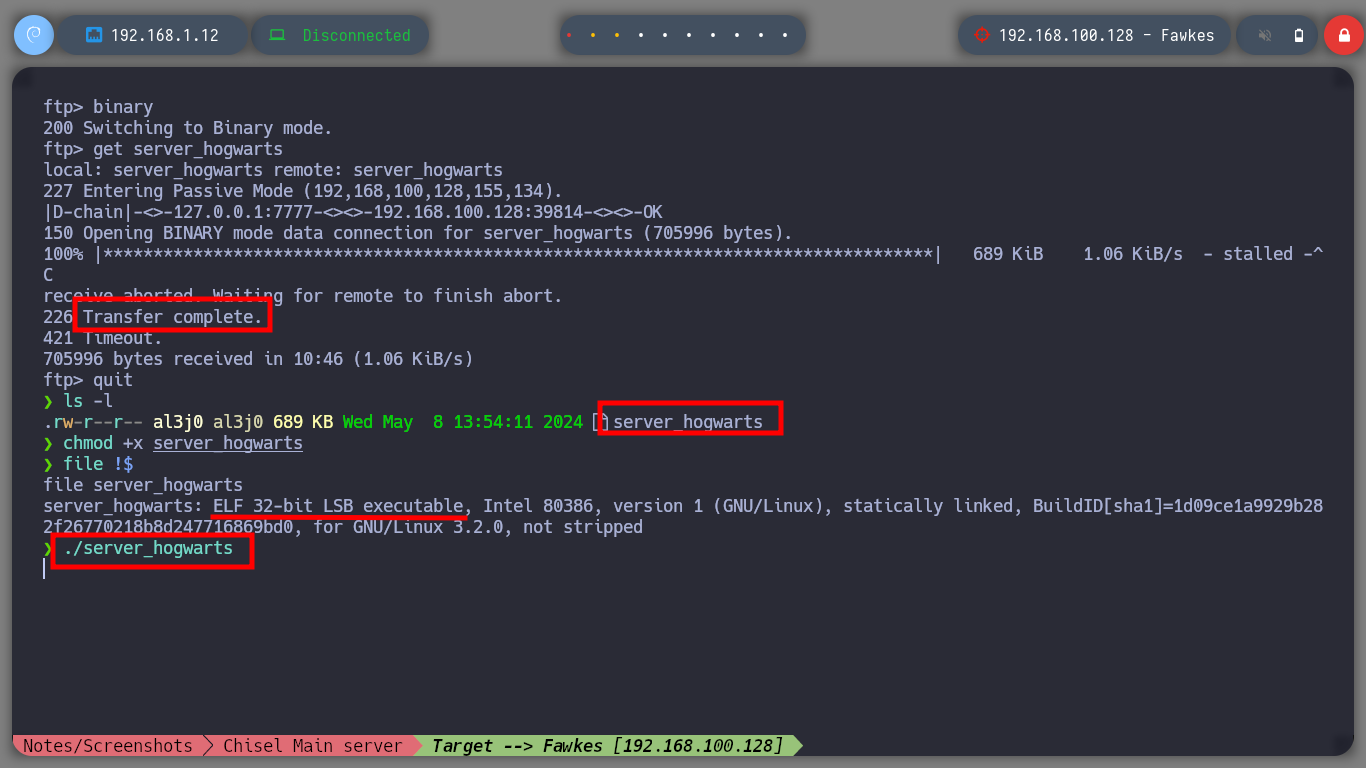 192.168.1.12
Disconnected
192.168.100.128 - Fawkes
ftp> binary
200 Switching to Binary mode.
ftp> get server_hogwarts
local: server_hogwarts remote: server_hogwarts
227 Entering Passive Mode (192,168,100,128,155,134).
|D-chain|-<>-127.0.0.1:7777-<><>-192.168.100.128:39814-<><>-OK
150 Opening BINARY mode data connection for server_hogwarts (705996 bytes).
100% |***********************************************************************************| 689 KiB 1.06 KiB/s - stalled -^
C
receive aborted. Waiting for remote to finish abort.
226 Transfer complete.
421 Timeout.
705996 bytes received in 10:46 (1.06 KiB/s)
ftp> quit
❯ ls -l
.rw-r--r-- al3j0 al3j0 689 KB Wed May  8 13:54:11 2024 server_hogwarts
❯ chmod +x server_hogwarts
❯ file !$
file server_hogwarts
server_hogwarts: ELF 32-bit LSB executable, Intel 80386, version 1 (GNU/Linux), statically linked, BuildID[sha1]=1d09ce1a9929b28
2f26770218b8d247716869bd0, for GNU/Linux 3.2.0, not stripped
❯ ./server_hogwarts
Notes/Screenshots
Chisel Main server
Target --> Fawkes [192.168.100.128]